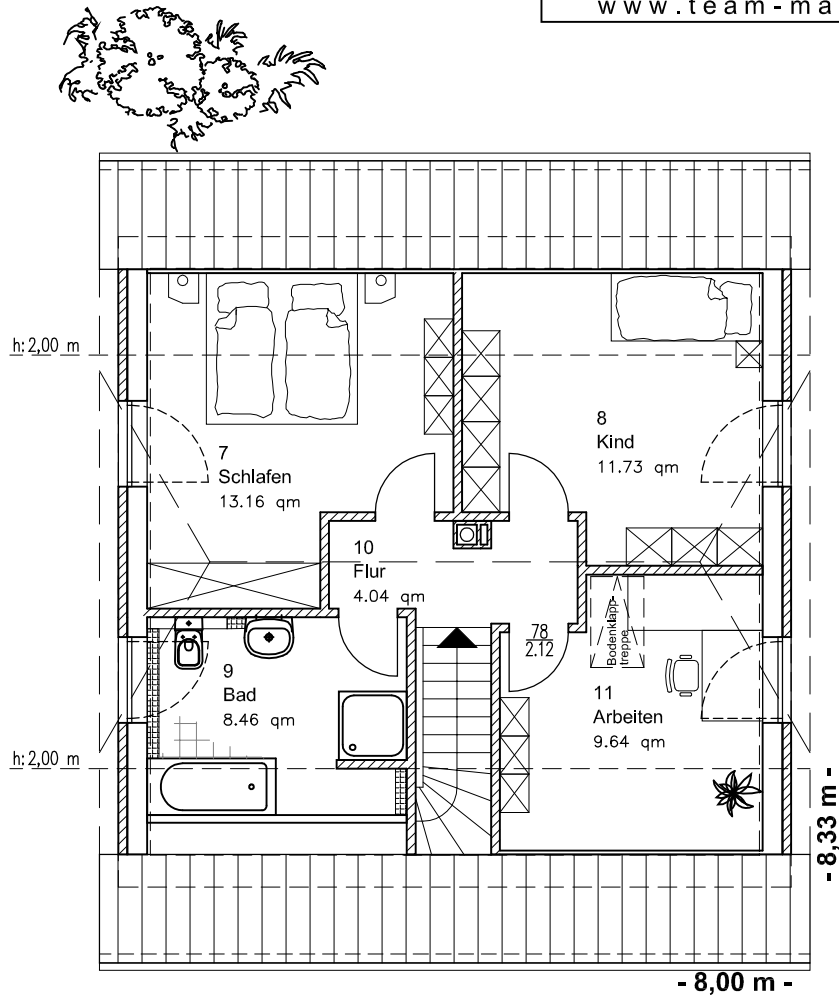 www.team-ma
h:2,00 m
7
Schlafen
13.16 qm
8
Kind
11.73 qm
10
Flur
4.04 qm
78
2.12
Bodenklapp-
treppe
9
Bad
8.46 qm
11
Arbeiten
9.64 qm
h:2,00 m
- 8,33 m -
- 8,00 m -